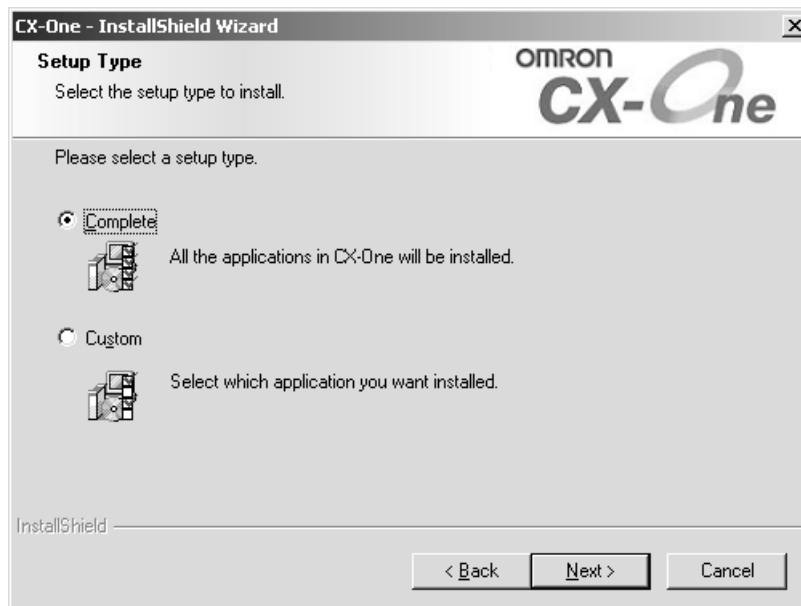 CX-One - InstallShield Wizard
Setup Type
Select the setup type to install.
OMRON
CX-One
Please select a setup type.
Complete
All the applications in CX-One will be installed.
Custom
Select which application you want installed.
InstallShield
< Back
Next >
Cancel